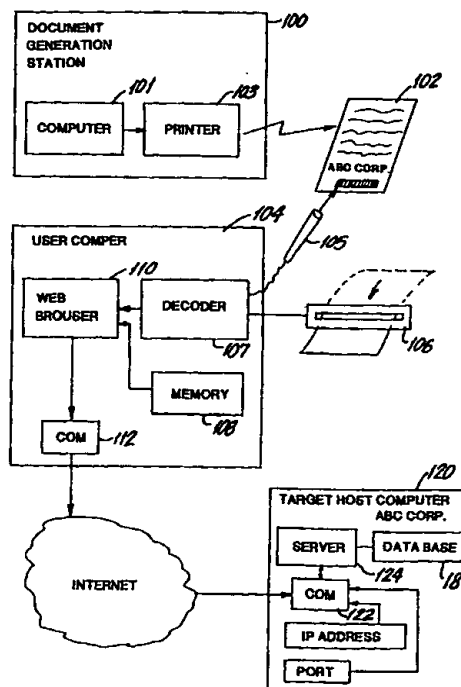 DOCUMENT
GENERATION
STATION
100
101
103
COMPUTER
PRINTER
102
ABC CORP.
104
USER COMPER
105
110
WEB
BROUSER
DECODER
107
106
MEMORY
108
COM
112
120
TARGET HOST COMPUTER
ABC CORP.
INTERNET
SERVER
DATA BASE
124
18
COM
122
IP ADDRESS
PORT